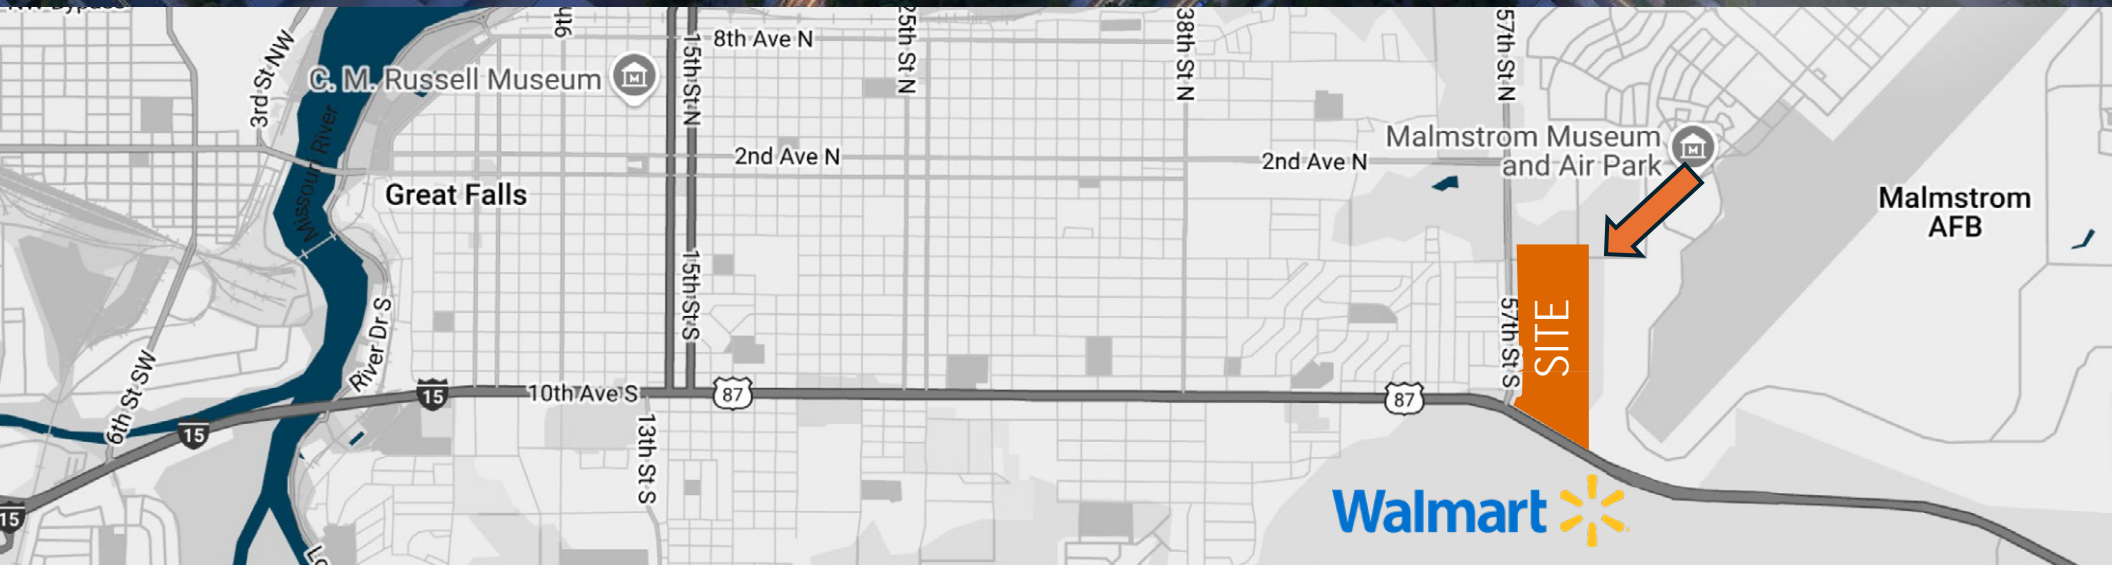 Bypass
3rd St NW
Missouri River
C. M. Russell Museum
Great Falls
River Dr S
6th St SW
15
15
15
10th Ave S
13th St S
15th St N
15th St S
8th Ave N
2nd Ave N
25th St N
38th St N
57th St N
2nd Ave N
Malmstrom Museum
and Air Park
Malmstrom
AFB
57th St S
SITE
87
87
Walmart